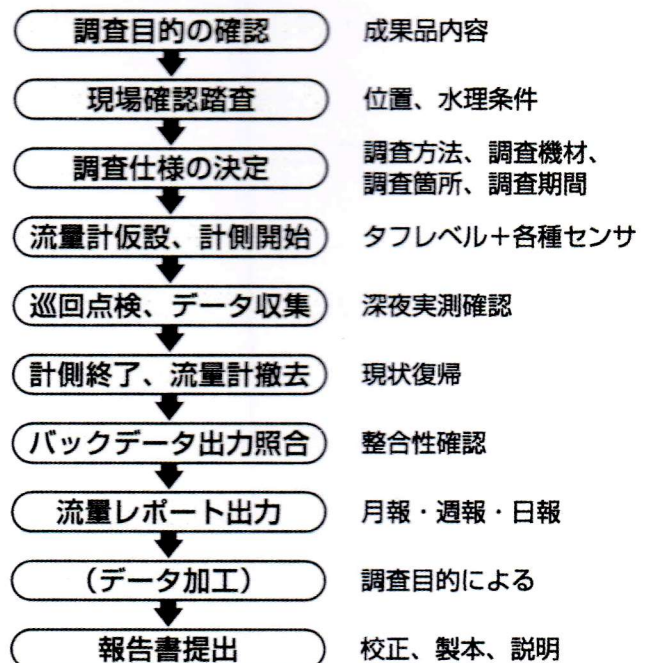 調査目的の確認 成果品内容
現場確認踏査 位置、水理条件
調査仕様の決定 調査方法、調査機材、
調査箇所、調査期間
流量計仮設、計側開始 タフレベル＋各種センサ
巡回点検、データ収集 深夜実測確認
計側終了、流量計撤去 現状復帰
バックデータ出力照合 整合性確認
流量レポート出力 月報・週報・日報
（データ加工） 調査目的による
報告書提出 校正、製本、説明